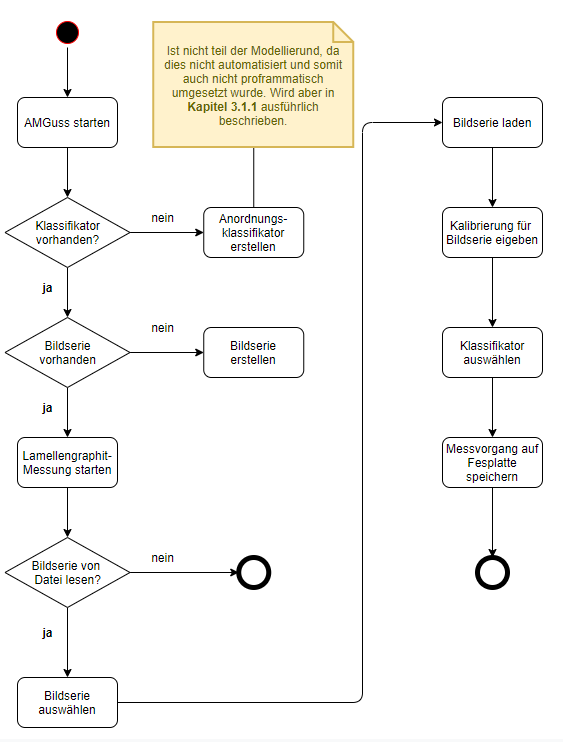 Ist nicht teil der Modellierund, da
dies nicht automatisiert und somit
auch nicht proframmatisch
umgesetzt wurde. Wird aber in
Kapitel 3.1.1 ausführlich
beschrieben.
AMGuss starten
Klassifikator
vorhanden?
nein
Anordnungs-
klassifikator
erstellen
ja
Bildserie
vorhanden
nein
Bildserie
erstellen
ja
Lamellengraphit-
Messung starten
Bildserie von
Datei lesen?
nein
ja
Bildserie
auswählen
Bildserie laden
Kalibrierung für
Bildserie eigeben
Klassifikator
auswählen
Messvorgang auf
Fesplatte
speichern